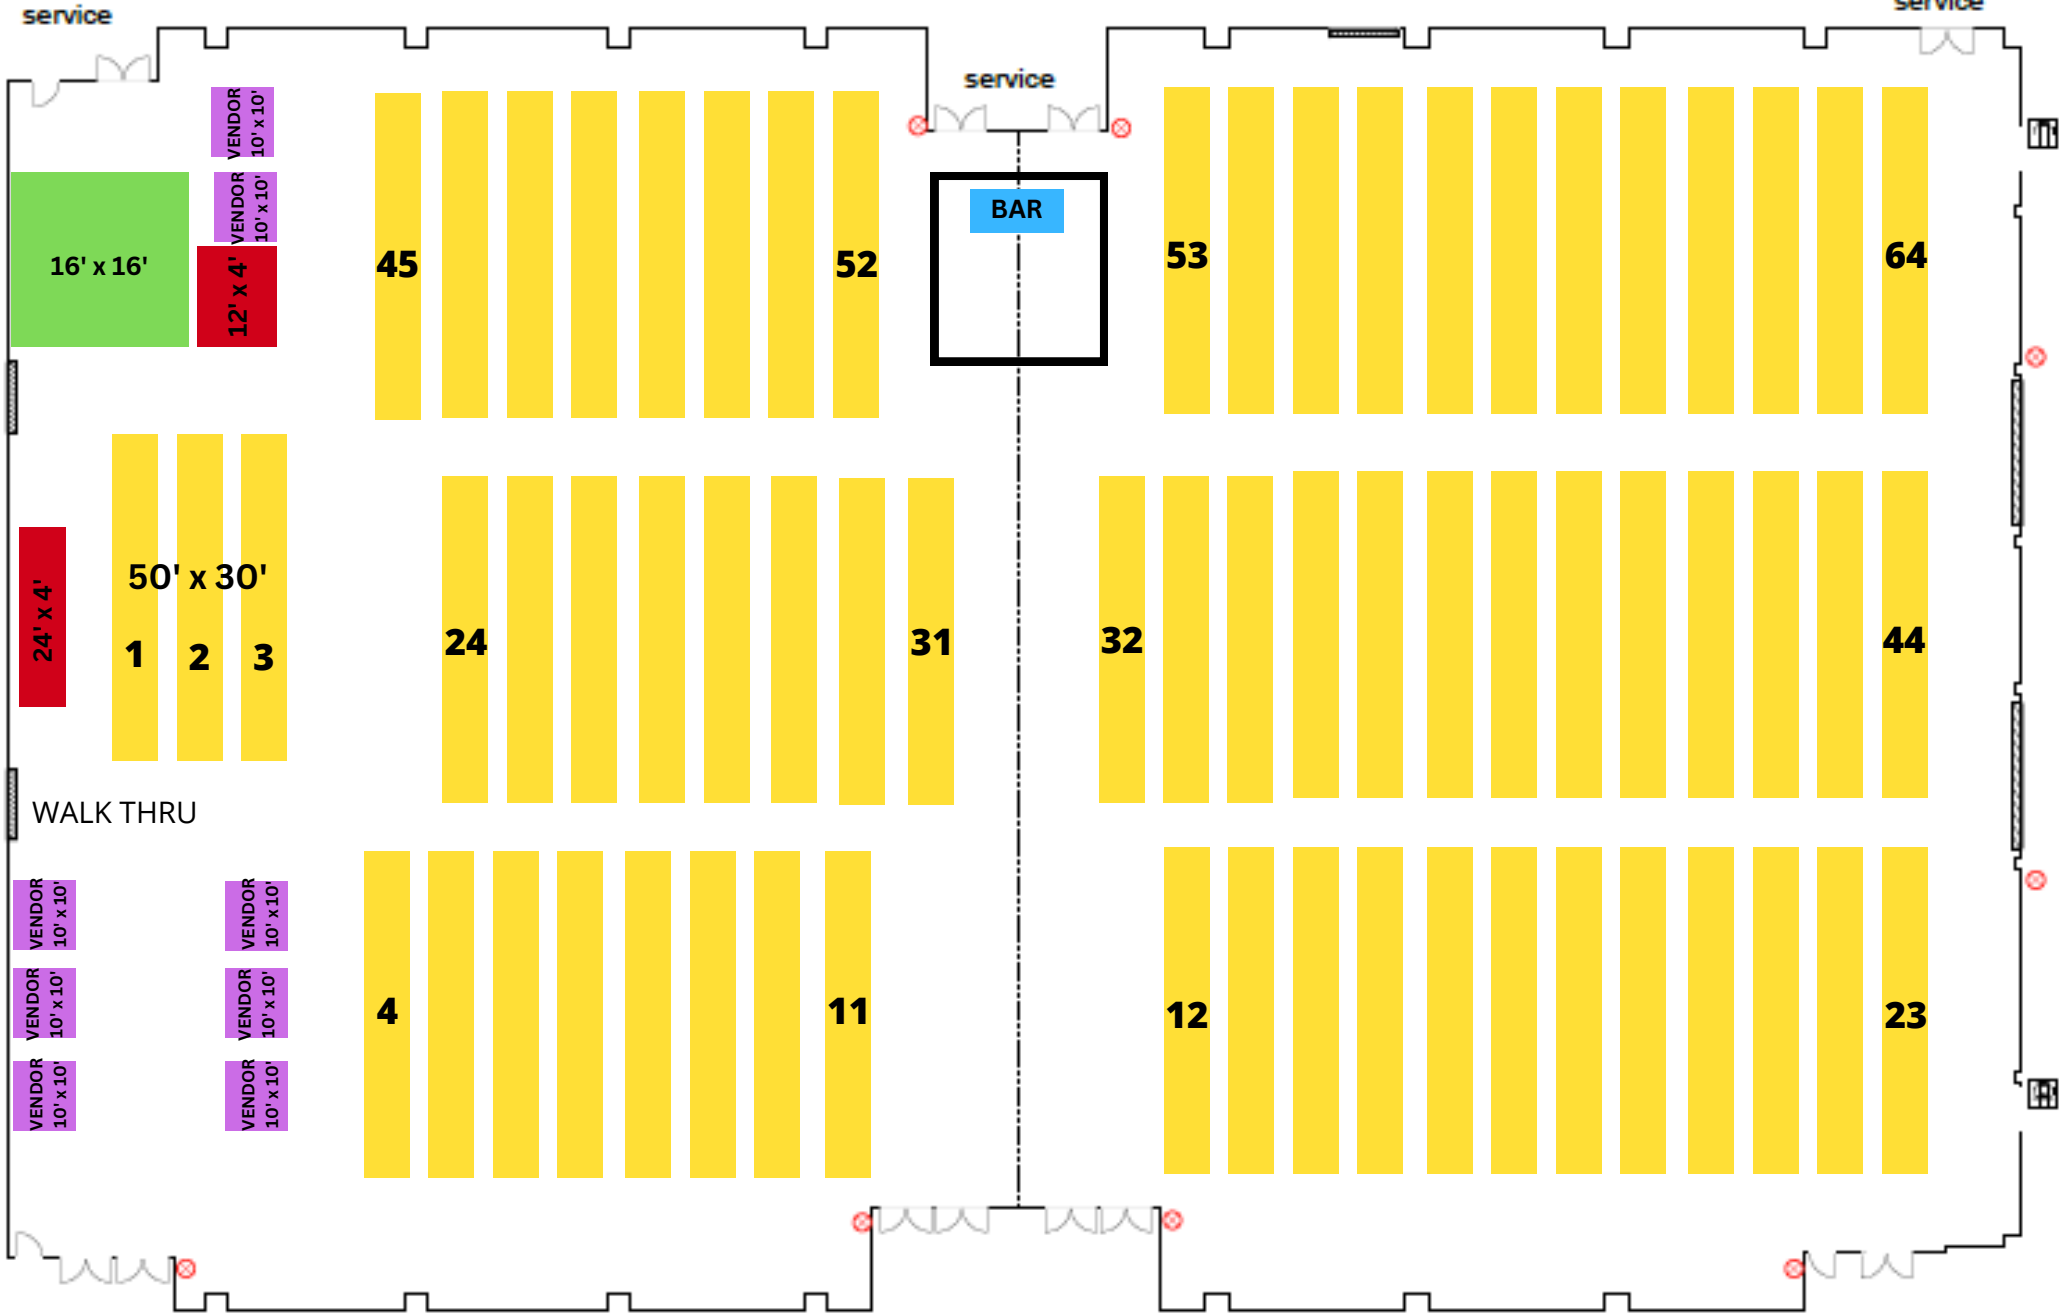 service
service
service
VENDOR
10' x 10'
VENDOR
10' x 10'
BAR
16' x 16'
12' x 4'
45
52
53
64
50' x 30'
24' x 4'
1
2
3
24
31
32
44
WALK THRU
VENDOR
10' x 10'
VENDOR
10' x 10'
VENDOR
10' x 10'
VENDOR
10' x 10'
4
11
12
23
VENDOR
10' x 10'
VENDOR
10' x 10'